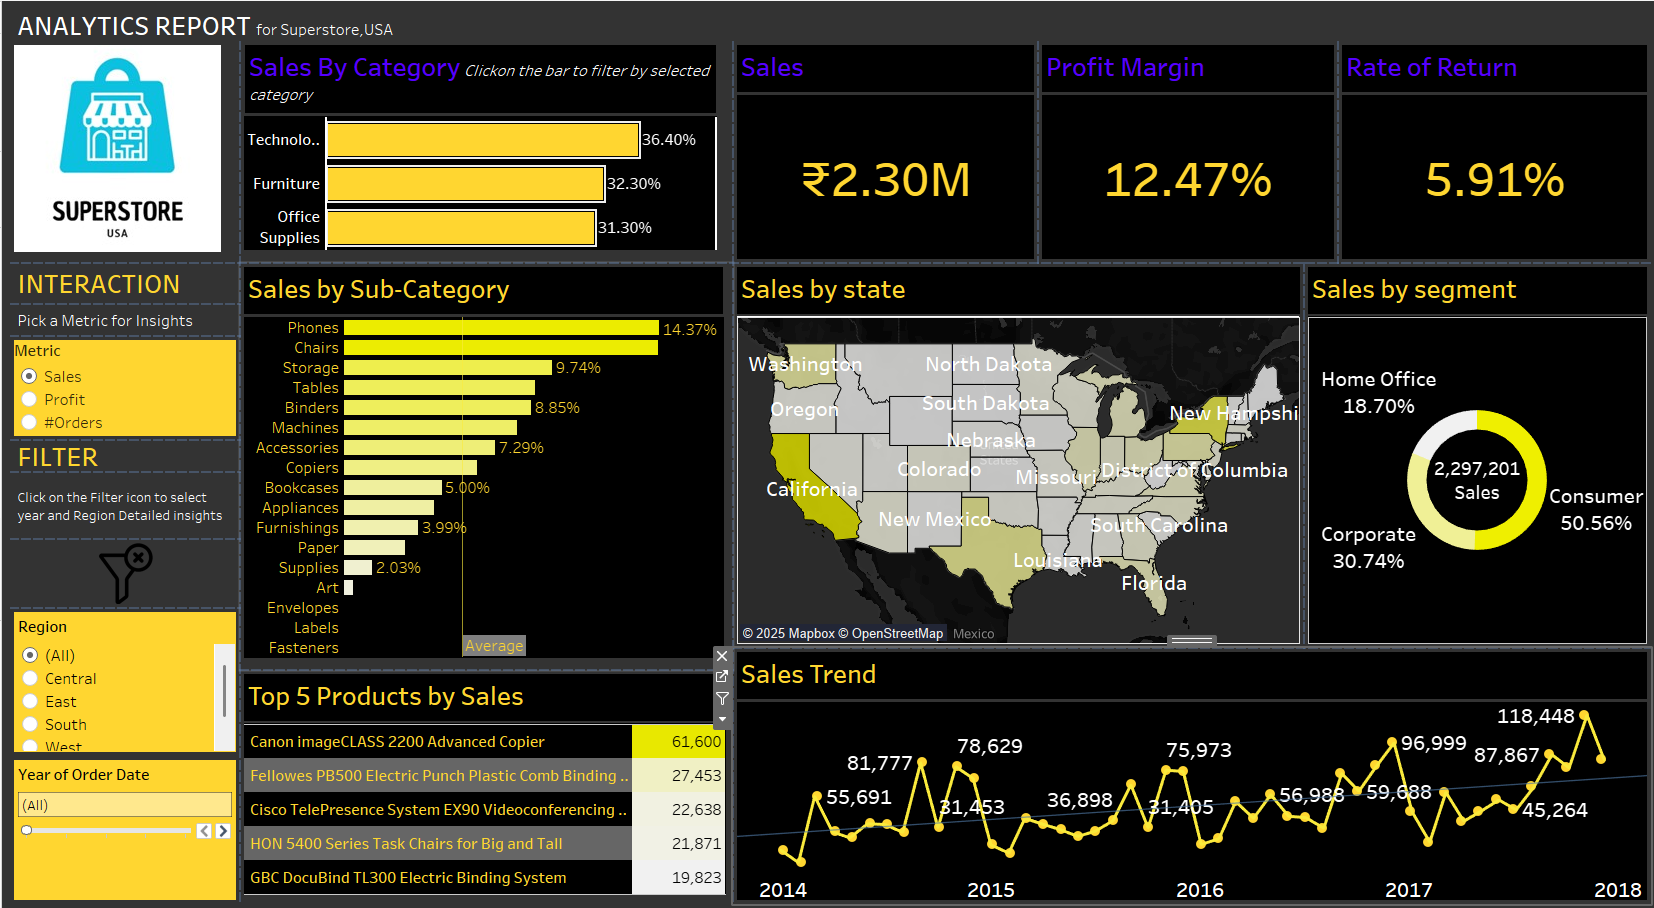 ANALYTICS REPORT for Superstore,USA
SUPERSTORE
USA
Sales By Category Clickon the bar to filter by selected
category
Technolo..
36.40%
Furniture
32.30%
Office
Supplies
31.30%
Sales
₹2.30M
Profit Margin
12.47%
Rate of Return
5.91%
INTERACTION
Pick a Metric for Insights
Metric
Sales
Profit
#Orders
FILTER
Click on the Filter icon to select
year and Region Detailed insights
Region
(All)
Central
East
South
West
Year of Order Date
(All)
Sales by Sub-Category
Phones
14.37%
Chairs
Storage
9.74%
Tables
Binders
8.85%
Machines
Accessories
7.29%
Copiers
Bookcases
5.00%
Appliances
Furnishings
3.99%
Paper
Supplies
2.03%
Art
Envelopes
Labels
Fasteners
Average
Top 5 Products by Sales
Canon imageCLASS 2200 Advanced Copier
61,600
Fellowes PB500 Electric Punch Plastic Comb Binding ..
27,453
Cisco TelePresence System EX90 Videoconferencing ..
22,638
HON 5400 Series Task Chairs for Big and Tall
21,871
GBC DocuBind TL300 Electric Binding System
19,823
Sales by state
Washington
North Dakota
Oregon
South Dakota
New Hampshi
Nebraska
States
Colorado
Missouri
District of Columbia
California
New Mexico
South Carolina
Louisiana
Florida
© 2025 Mapbox © OpenStreetMap
Mexico
Sales by segment
Home Office
18.70%
2,297,201
Sales
Consumer
50.56%
Corporate
30.74%
Sales Trend
118,448
78,629
75,973
96,999
81,777
87,867
55,691
31,453
36,898
31,405
56,988
59,688
45,264
2014
2015
2016
2017
2018